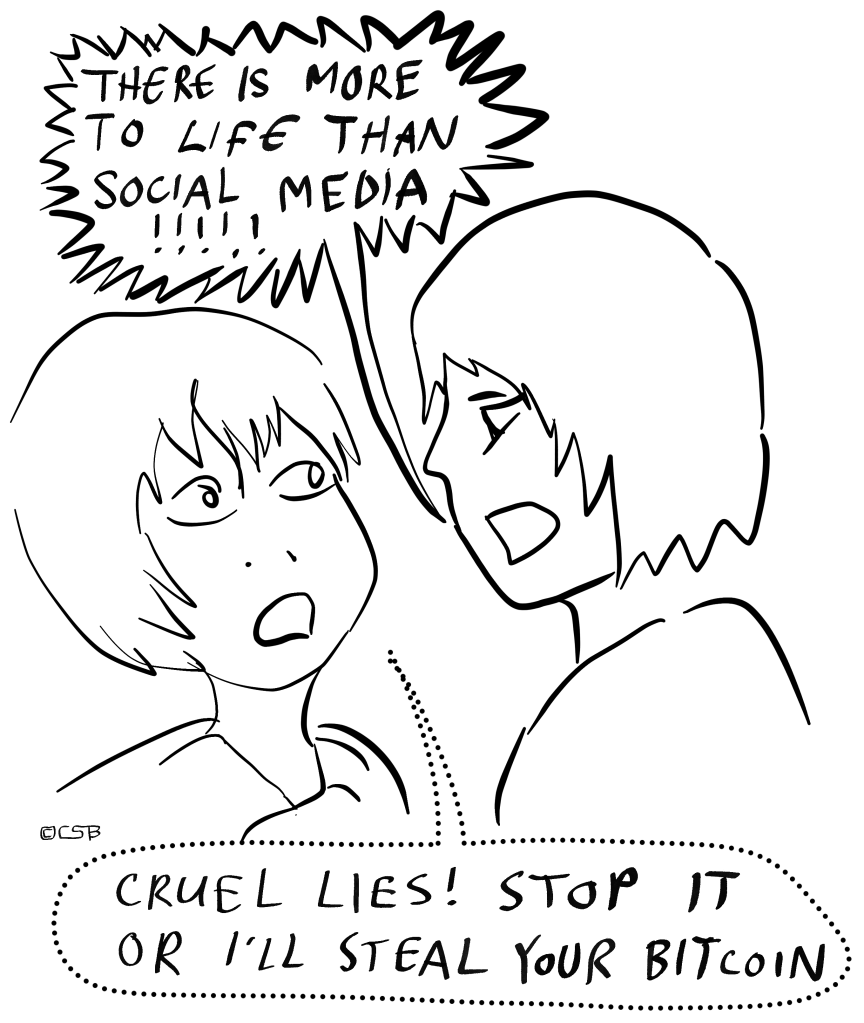 THERE IS MORE
TO LIFE THAN
SOCIAL MEDIA
!!!!!
©CSB
CRUEL LIES! STOP IT
OR I'LL STEAL YOUR BITCOIN